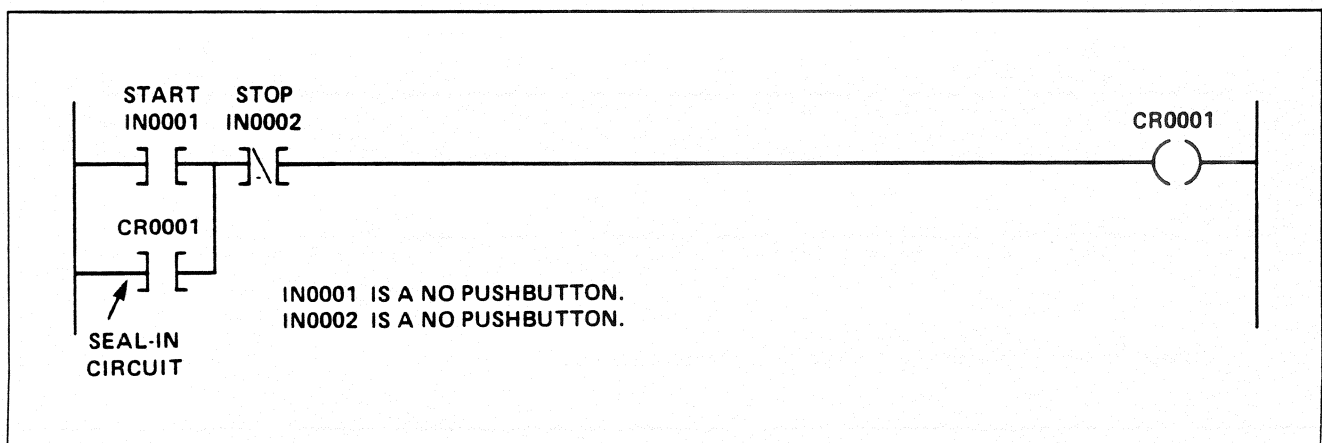 START STOP
IN0001 IN0002
CR0001
CR0001
IN0001 IS A NO PUSHBUTTON.
IN0002 IS A NO PUSHBUTTON.
SEAL-IN
CIRCUIT